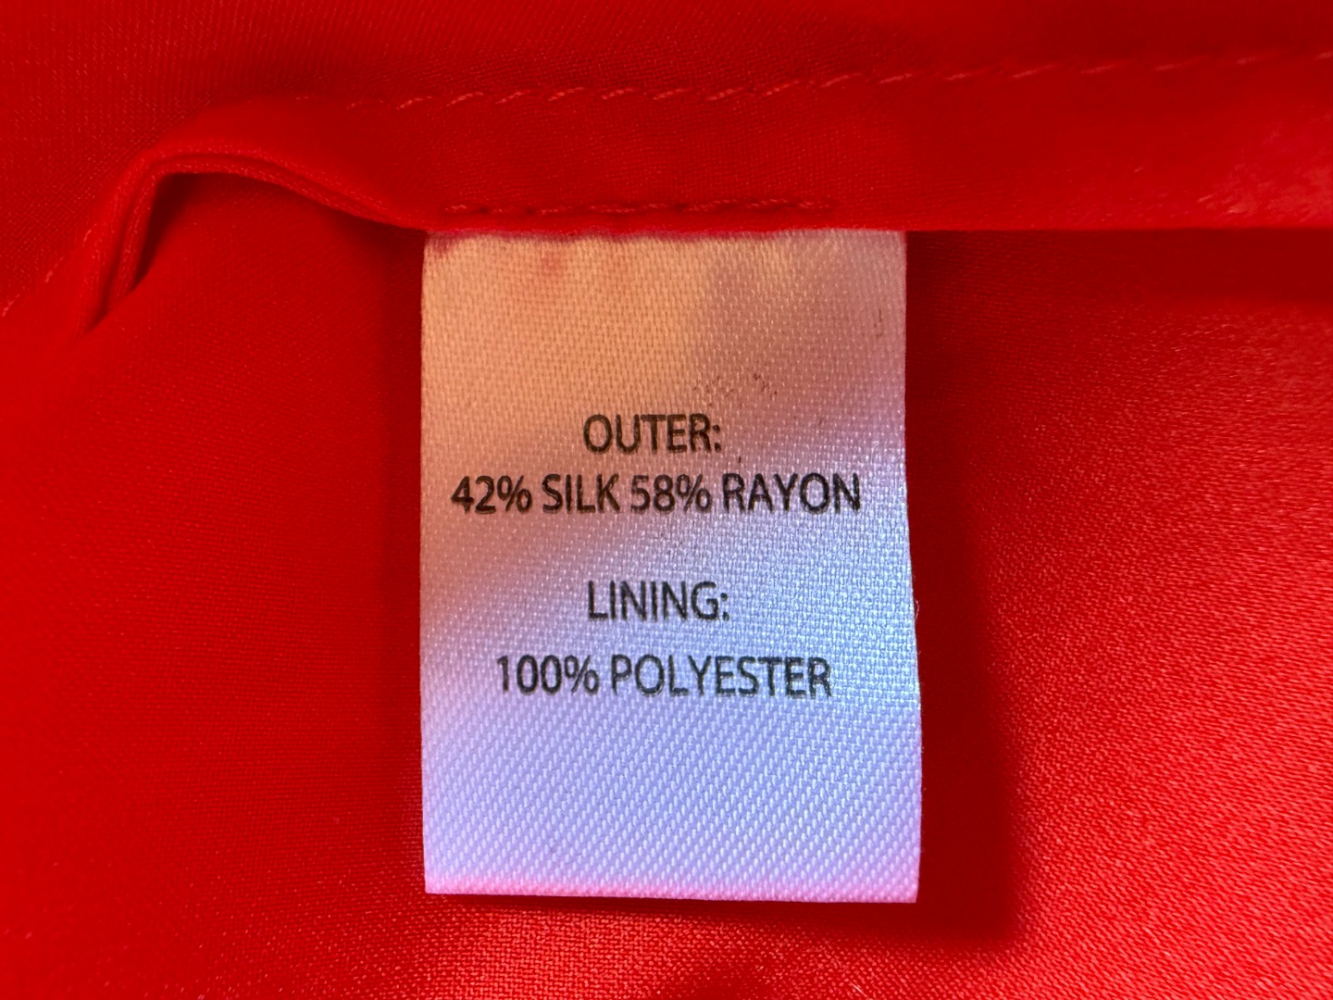 OUTER:
42% SILK 58% RAYON
LINING:
100% POLYESTER